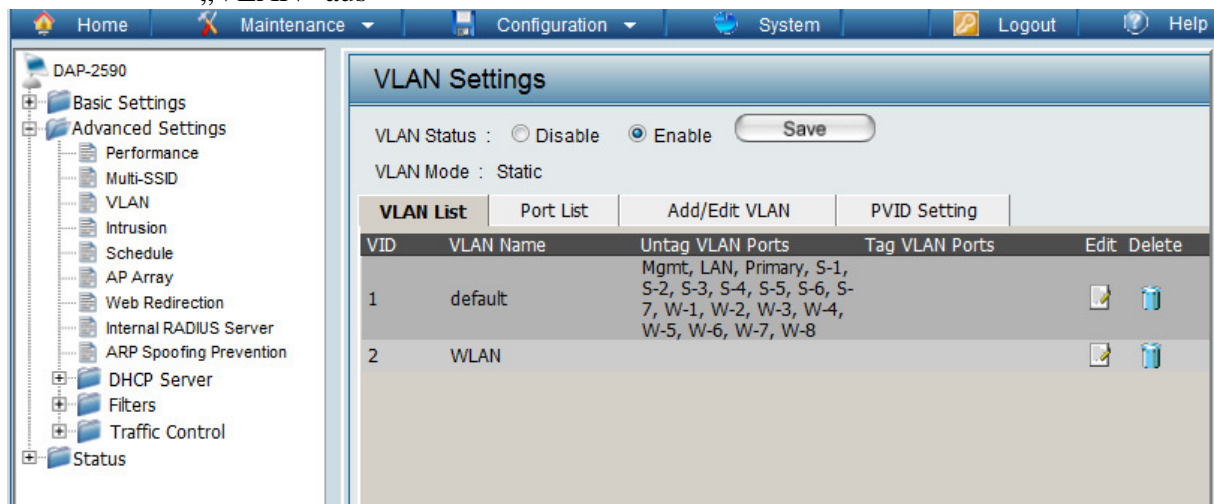 „VLAN“ aus
Home Maintenance Configuration System Logout Help
DAP-2590
Basic Settings
Advanced Settings
Performance
Multi-SSID
VLAN
Intrusion
Schedule
AP Array
Web Redirection
Internal RADIUS Server
ARP Spoofing Prevention
DHCP Server
Filters
Traffic Control
Status
VLAN Settings
VLAN Status : Disable Enable Save
VLAN Mode : Static
VLAN List Port List Add/Edit VLAN PVID Setting
VID VLAN Name Untag VLAN Ports Tag VLAN Ports Edit Delete
1 default Mgmt, LAN, Primary, S-1,
S-2, S-3, S-4, S-5, S-6, S-
7, W-1, W-2, W-3, W-4,
W-5, W-6, W-7, W-8
2 WLAN